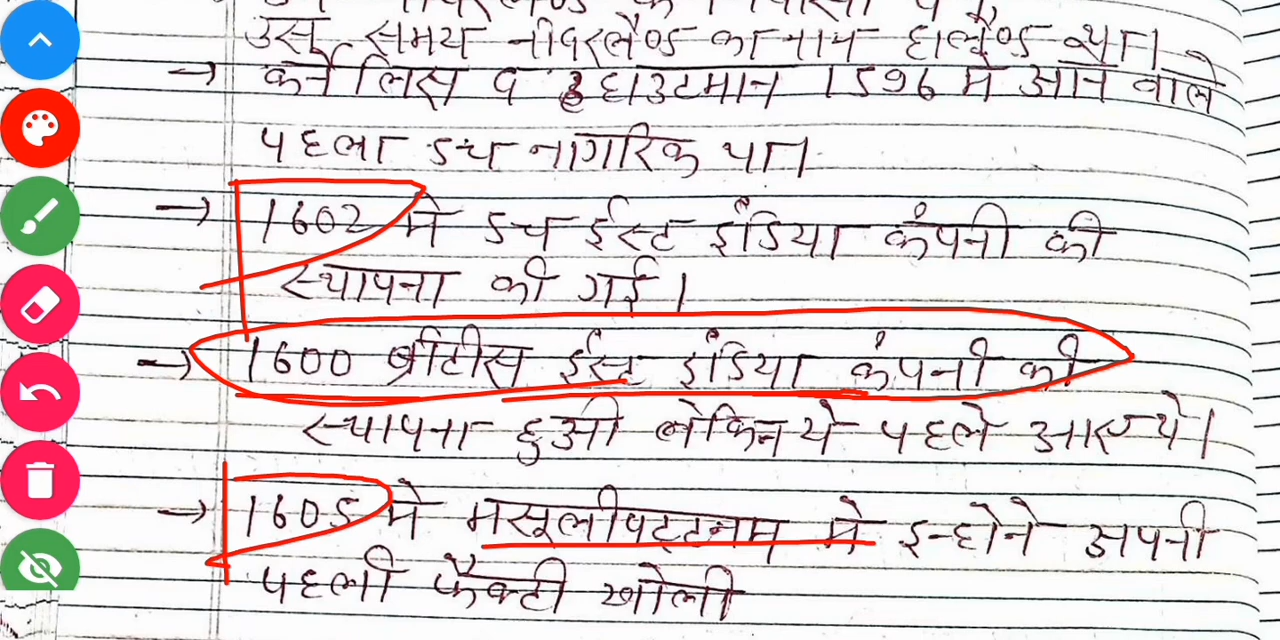 उस समय नीदरलैण्ड का नाम हालैण्ड था।
→ कर्नेलिस द हाउटमान 1596 मे आने वाले
पहला डच नागरिक था।
→ 1602 मे डच ईस्ट इंडिया कंपनी की
स्थापना की गई।
→ 1600 ब्रीटीस ईस्ट इंडिया कंपनी की
स्थापना हुओ लेकिन ये पहले आए थे।
→ 1605 मे मसूलीपट्टनम मे इन्होने अपनी
पहली फैक्टी खोली